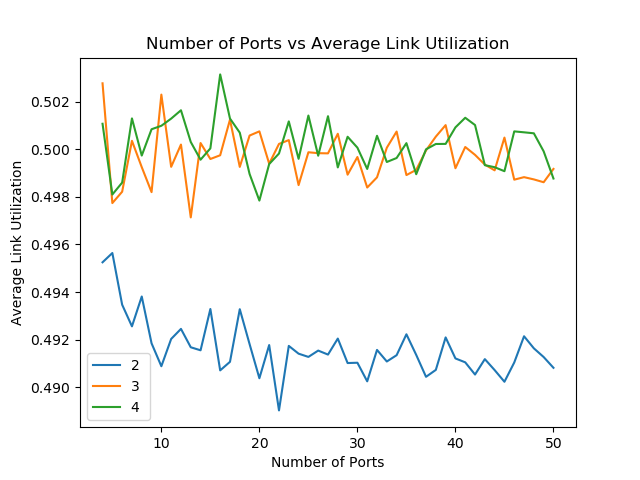 Number of Ports vs Average Link Utilization
Average Link Utilization
0.502
0.500
0.498
0.496
0.494
0.492
0.490
2
3
4
10 20 30 40 50
Number of Ports